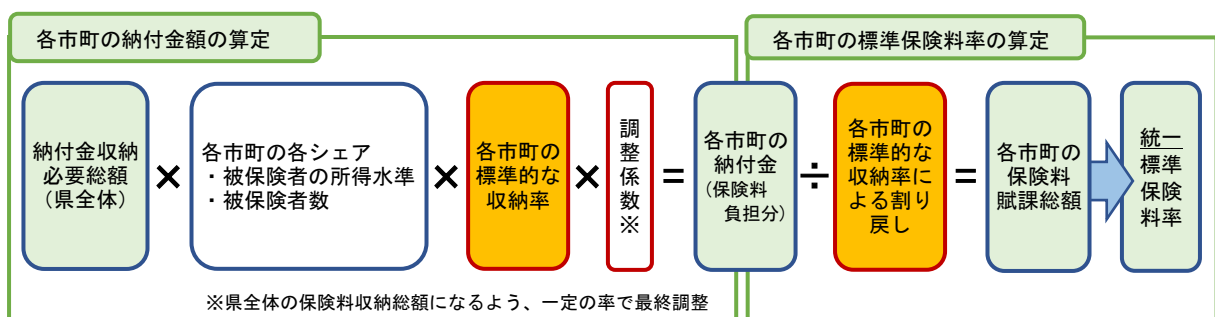 各市町の納付金額の算定
各市町の標準保険料率の算定
納付金収納
必要総額
（県全体）
×
各市町の各シェア
・被保険者の所得水準
・被保険者数
×
各市町の
標準的な
収納率
×
調整係数※
=
各市町の
納付金
（保険料
負担分）
÷
各市町の
標準的な
収納率に
よる割り
戻し
=
各市町の
保険料
賦課総額
統一
標準
保険
料率
※県全体の保険料収納総額になるよう、一定の率で最終調整